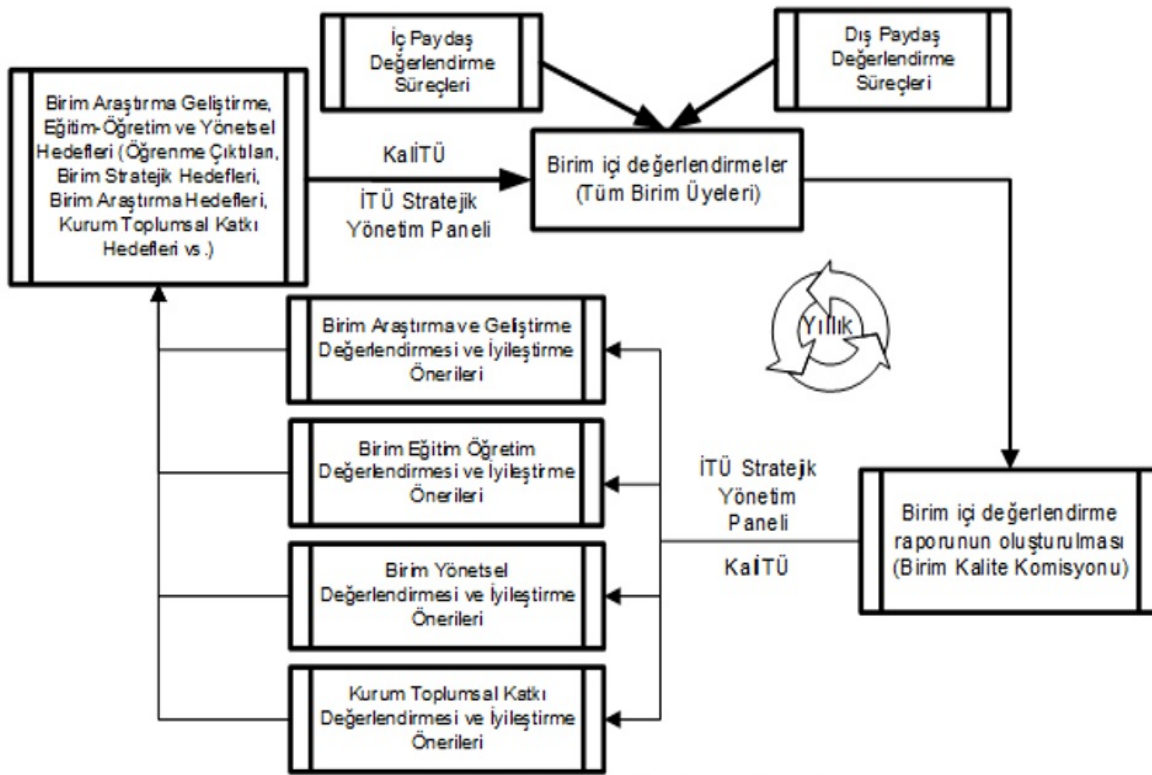 İç Paydaş
Değerlendirme
Süreçleri
Dış Paydaş
Değerlendirme
Süreçleri
Birim Araştırma Geliştirme,
Eğitim-Öğretim ve Yönetsel
Hedefleri (Öğrenme Çıktıları,
Birim Stratejik Hedefleri,
Birim Araştırma Hedefleri,
Kurum Toplumsal Katkı
Hedefleri vs.)
KalİTÜ
İTÜ Stratejik
Yönetim Paneli
Birim içi değerlendirmeler
(Tüm Birim Üyeleri)
Yıllık
Birim Araştırma ve Geliştirme
Değerlendirmesi ve İyileştirme
Önerileri
Birim Eğitim Öğretim
Değerlendirmesi ve İyileştirme
Önerileri
Birim Yönetsel
Değerlendirmesi ve İyileştirme
Önerileri
Kurum Toplumsal Katkı
Değerlendirmesi ve İyileştirme
Önerileri
İTÜ Stratejik
Yönetim
Paneli
KalİTÜ
Birim içi değerlendirme
raporunun oluşturulması
(Birim Kalite Komisyonu)